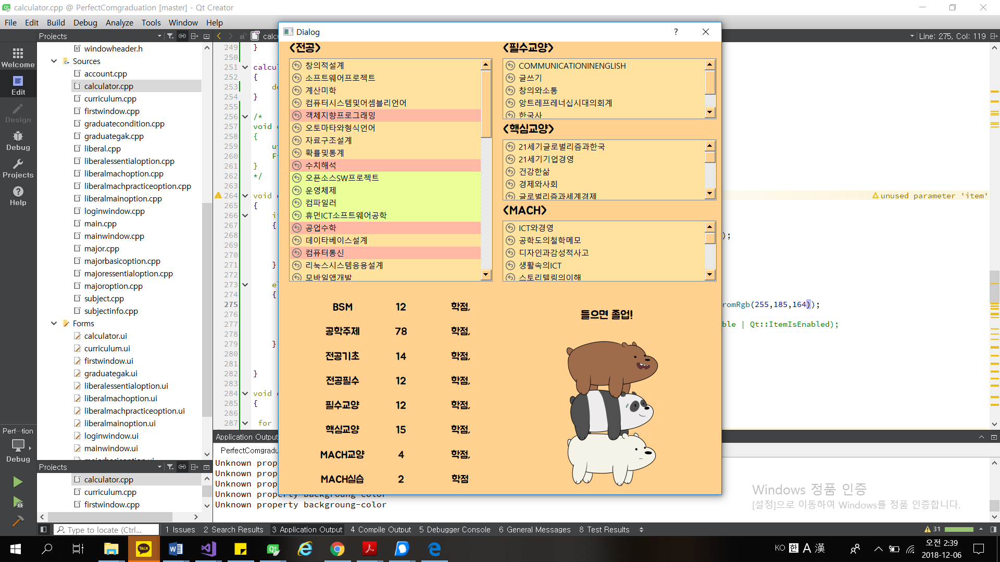 calculator.cpp @ PerfectComgraduation [master] - Qt Creator
File Edit Build Debug Analyze Tools Window Help
Projects
Line: 275, Col: 119
Welcome
Edit
Design
Debug
Projects
Help
Debug
windowheader.h
Sources
account.cpp
calculator.cpp
curriculum.cpp
firstwindow.cpp
graduatecondition.cpp
graduategak.cpp
liberal.cpp
liberalessentialoption.cpp
liberalmachoption.cpp
liberalmachpracticeoption.cpp
liberalmainoption.cpp
loginwindow.cpp
main.cpp
mainwindow.cpp
major.cpp
majorbasicoption.cpp
majoressentialoption.cpp
majoroption.cpp
subject.cpp
subjectinfo.cpp
Forms
calculator.ui
curriculum.ui
firstwindow.ui
graduategak.ui
liberalessentialoption.ui
liberalmachoption.ui
liberalmachpracticeoption.ui
liberalmainoption.ui
loginwindow.ui
mainwindow.ui
Projects
calculator.cpp
curriculum.cpp
firstwindow.cpp
Type to locate (Ctrl...
249 }
250
251 calcu
252 {
253 de
254 }
255
256 /*
257 void
258 {
259
260
261 }
262 */
263
264 void
265 {
266
267 {
268 );
269
270
271 }
272
273 el
274 {
275 romRgb(255,185,164));
276
277 ble | Qt::ItemIsEnabled);
278
279 }
280
281
282 }
283
284 void
285 {
286
287 for
unused parameter 'item'
Dialog ?
<전공>
창의적설계
소프트웨어프로젝트
계산미학
컴퓨터시스템및어셈블리언어
객체지향프로그래밍
오토마타와형식언어
자료구조설계
확률및통계
수치해석
오픈소스SW프로젝트
운영체제
컴파일러
휴먼ICT소프트웨어공학
공업수학
데이타베이스설계
컴퓨터통신
리눅스시스템응용설계
모바일앱개발
<필수교양>
COMMUNICATIONINENGLISH
글쓰기
창의와소통
앙트레프레너십시대의회계
한국사
<핵심교양>
21세기글로벌리즘과한국
21세기기업경영
건강한삶
경제와사회
글로벌리즘과세계경제
<MACH>
ICT와경영
공학도의철학메모
디자인과감성적사고
생활속의ICT
스토리텔링의이해
BSM 12 학점,
공학주제 78 학점,
전공기초 14 학점,
전공필수 12 학점,
필수교양 12 학점,
핵심교양 15 학점,
MACH교양 4 학점,
MACH실습 2 학점
들으면 졸업!
Application Output
PerfectComgradu
Unknown prop
Unknown prop
Unknown prop
Unknown property backgroung-color
Unknown property backgroung-color
Windows 정품 인증
[설정]으로 이동하여 Windows를 정품 인증합니다.
1 Issues 2 Search Results 3 Application Output 4 Compile Output 5 Debugger Console 6 General Messages 8 Test Results
31
TALK
KO 한 A 漢
오전 2:39
2018-12-06